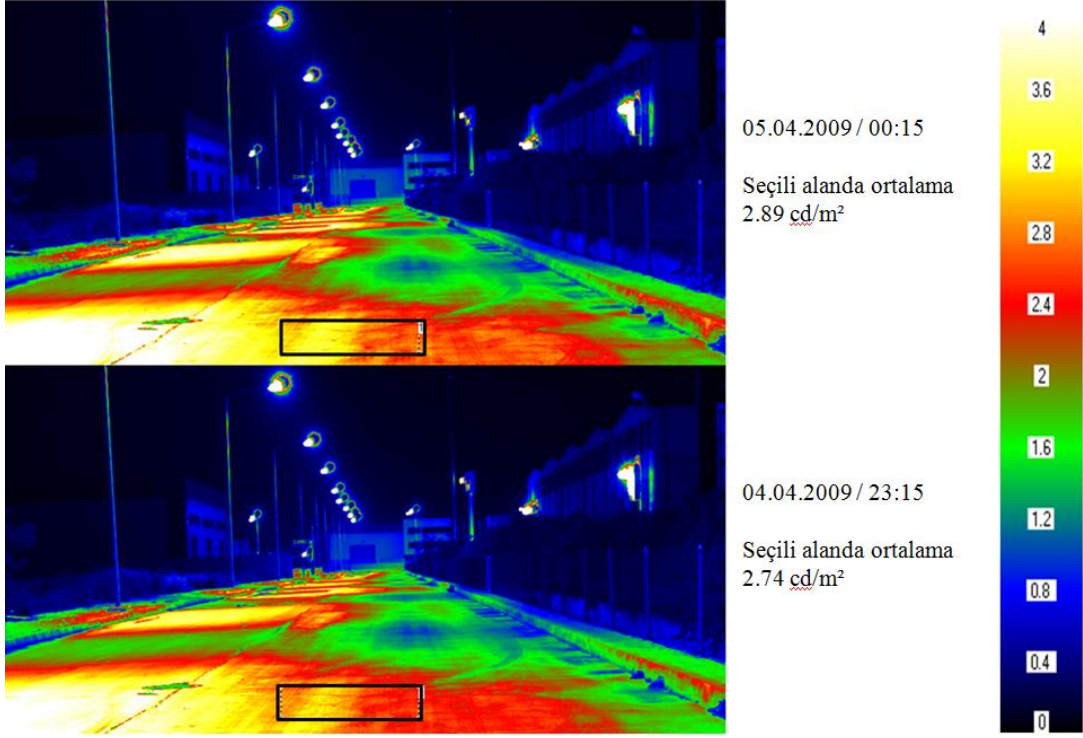 05.04.2009 / 00:15
Seçili alanda ortalama
2.89 cd/m²
04.04.2009 / 23:15
Seçili alanda ortalama
2.74 cd/m²
4
3.6
3.2
2.8
2.4
2
1.6
1.2
0.8
0.4
0